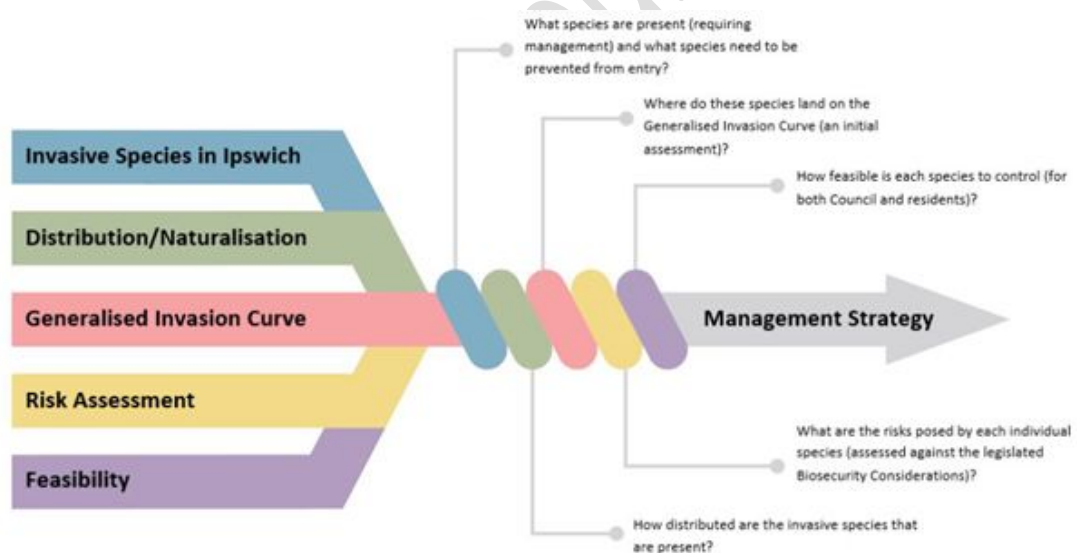 What species are present (requiring
management) and what species need to be
prevented from entry?
Where do these species land on the
Generalised Invasion Curve (an initial
assessment)?
How feasible is each species to control (for
both Council and residents)?
Invasive Species in Ipswich
Distribution/Naturalisation
Generalised Invasion Curve
Risk Assessment
Feasibility
Management Strategy
What are the risks posed by each individual
species (assessed against the legislated
Biosecurity Considerations)?
How distributed are the invasive species that
are present?